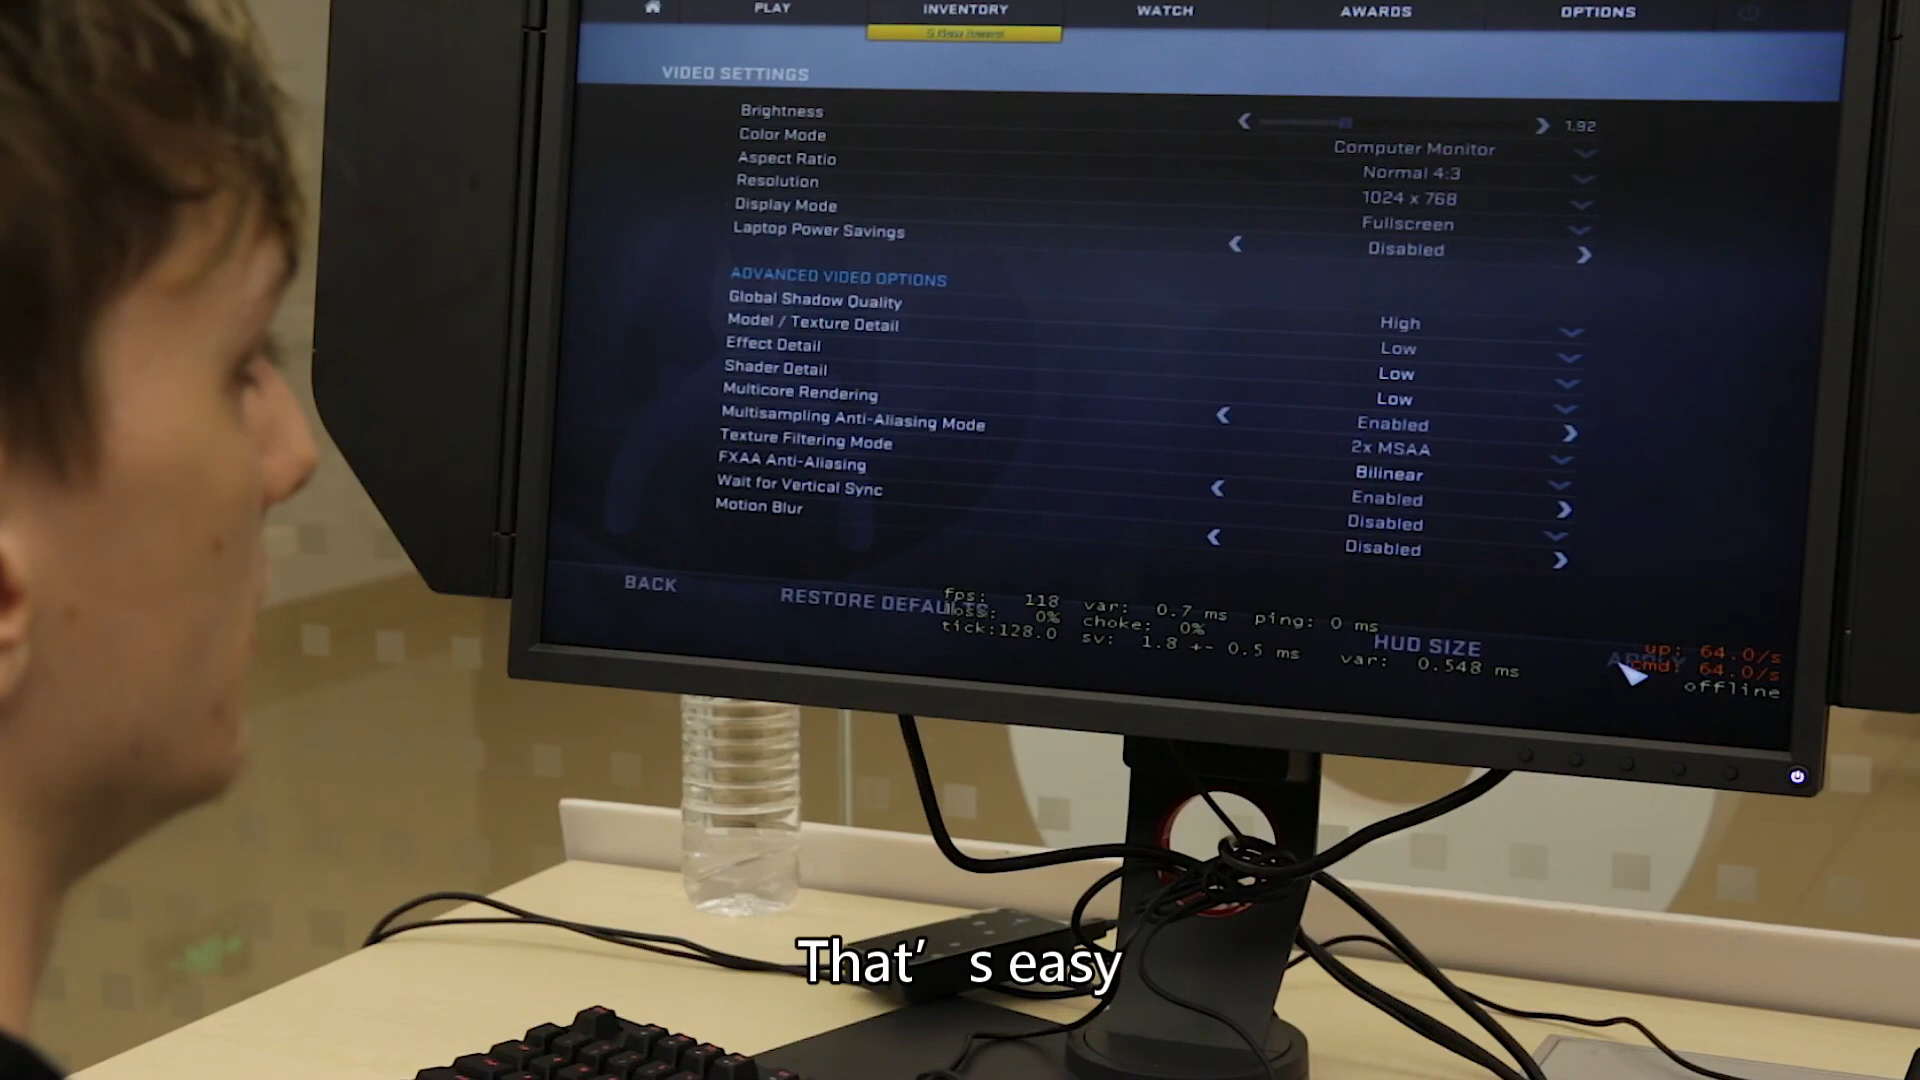 PLAY INVENTORY WATCH AWARDS OPTIONS
VIDEO SETTINGS
Brightness 1.92
Color Mode Computer Monitor
Aspect Ratio Normal 4:3
Resolution 1024 x 768
Display Mode Fullscreen
Laptop Power Savings Disabled
ADVANCED VIDEO OPTIONS
Global Shadow Quality High
Model / Texture Detail Low
Effect Detail Low
Shader Detail Low
Multicore Rendering Enabled
Multisampling Anti-Aliasing Mode 2x MSAA
Texture Filtering Mode Bilinear
FXAA Anti-Aliasing Enabled
Wait for Vertical Sync Disabled
Motion Blur Disabled
BACK RESTORE DEFAULTS HUD SIZE APPLY
fps: 118 var: 0.7 ms ping: 0 ms
loss: 0% choke: 0%
tick:128.0 sv: 1.8 +- 0.5 ms var: 0.548 ms
up: 64.0/s
cmd: 64.0/s
offline
That's easy